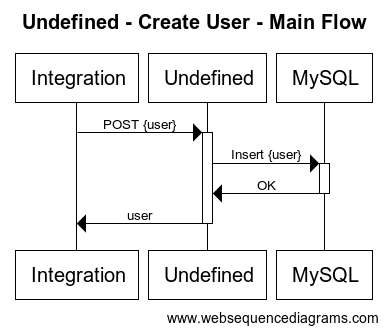 Undefined - Create User - Main Flow
Integration
Undefined
MySQL
POST {user}
Insert {user}
OK
user
Integration
Undefined
MySQL
www.websequencediagrams.com